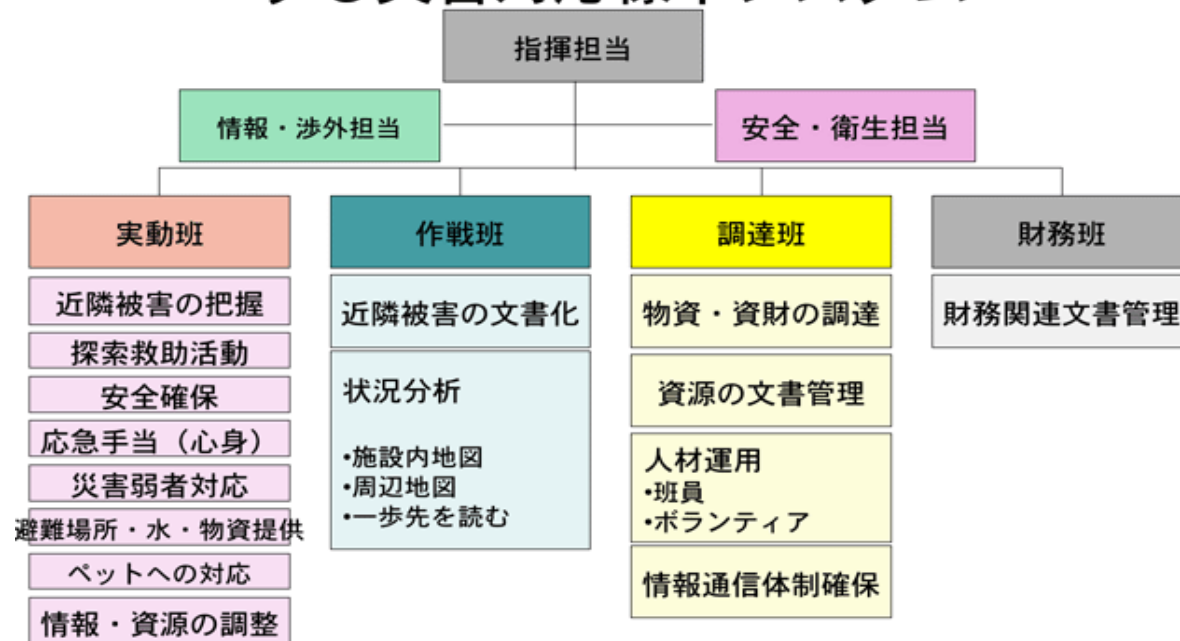 指揮担当
情報・渉外担当
安全・衛生担当
実動班
近隣被害の把握
探索救助活動
安全確保
応急手当（心身）
災害弱者対応
避難場所・水・物資提供
ペットへの対応
情報・資源の調整
作戦班
近隣被害の文書化
状況分析
•施設内地図
•周辺地図
•一歩先を読む
調達班
物資・資財の調達
資源の文書管理
人材運用
•班員
•ボランティア
情報通信体制確保
財務班
財務関連文書管理